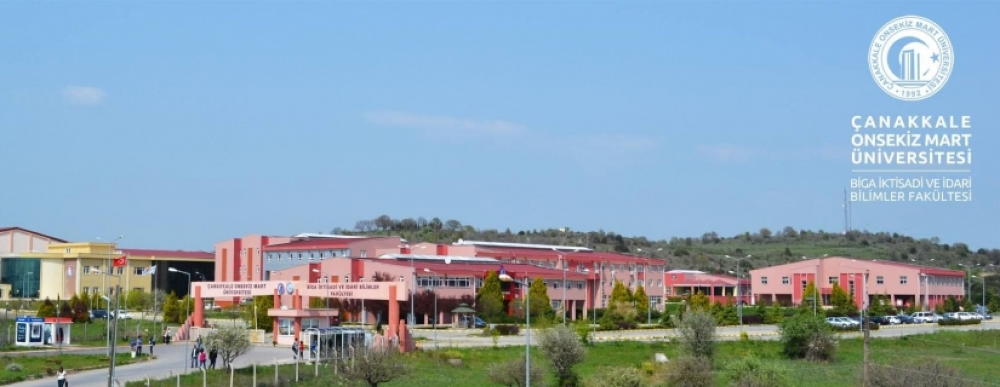 ÇANAKKALE ONSEKİZ MART ÜNİVERSİTESİ
• 1992 •
ÇANAKKALE
ONSEKİZ MART
ÜNİVERSİTESİ
BİGA İKTİSADİ VE İDARİ
BİLİMLER FAKÜLTESİ
ÇANAKKALE ONSEKİZ MART
ÜNİVERSİTESİ
BİGA İKTİSADİ VE İDARİ BİLİMLER
FAKÜLTESİ